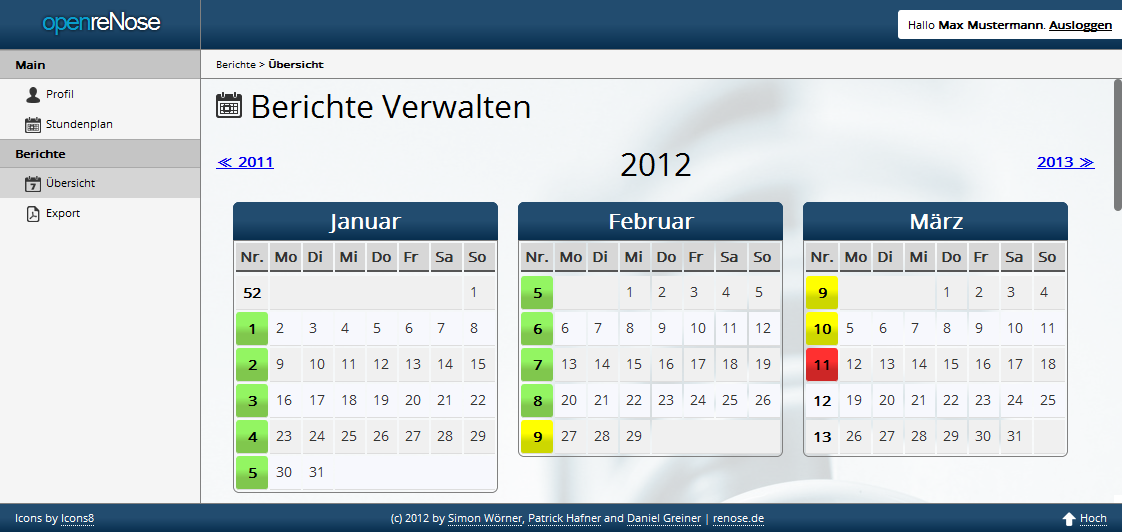 openreNose
Hallo Max Mustermann. Ausloggen
Main
Profil
Stundenplan
Berichte
Übersicht
Export
Berichte > Übersicht
Berichte Verwalten
≪ 2011
2012
2013 ≫
Januar
Nr. Mo Di Mi Do Fr Sa So
52 1
1 2 3 4 5 6 7 8
2 9 10 11 12 13 14 15
3 16 17 18 19 20 21 22
4 23 24 25 26 27 28 29
5 30 31
Februar
Nr. Mo Di Mi Do Fr Sa So
5 1 2 3 4 5
6 6 7 8 9 10 11 12
7 13 14 15 16 17 18 19
8 20 21 22 23 24 25 26
9 27 28 29
März
Nr. Mo Di Mi Do Fr Sa So
9 1 2 3 4
10 5 6 7 8 9 10 11
11 12 13 14 15 16 17 18
12 19 20 21 22 23 24 25
13 26 27 28 29 30 31
Icons by Icons8
(c) 2012 by Simon Wörner, Patrick Hafner and Daniel Greiner | renose.de
Hoch